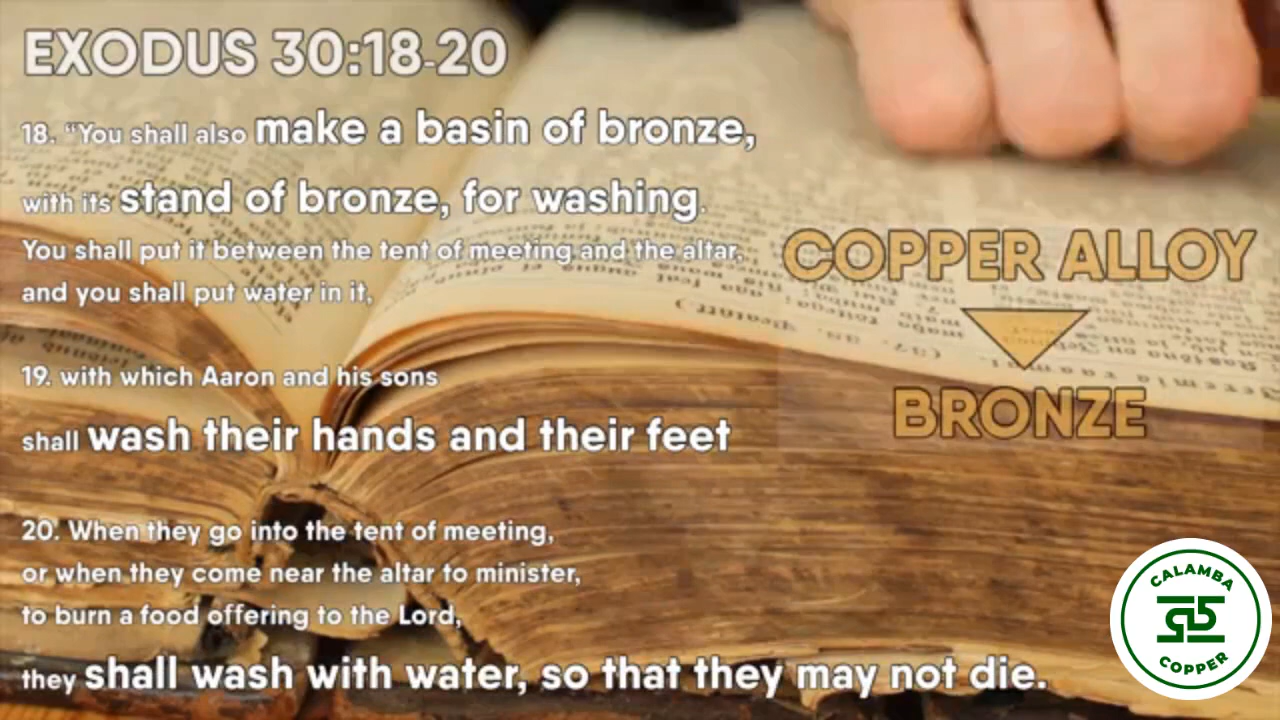 EXODUS 30:18-20
18. “You shall also make a basin of bronze,
with its stand of bronze, for washing.
You shall put it between the tent of meeting and the altar,
and you shall put water in it,
19. with which Aaron and his sons
shall wash their hands and their feet
20. When they go into the tent of meeting,
or when they come near the altar to minister,
to burn a food offering to the Lord,
they shall wash with water, so that they may not die.
COPPER ALLOY
BRONZE
CALAMBA
COPPER